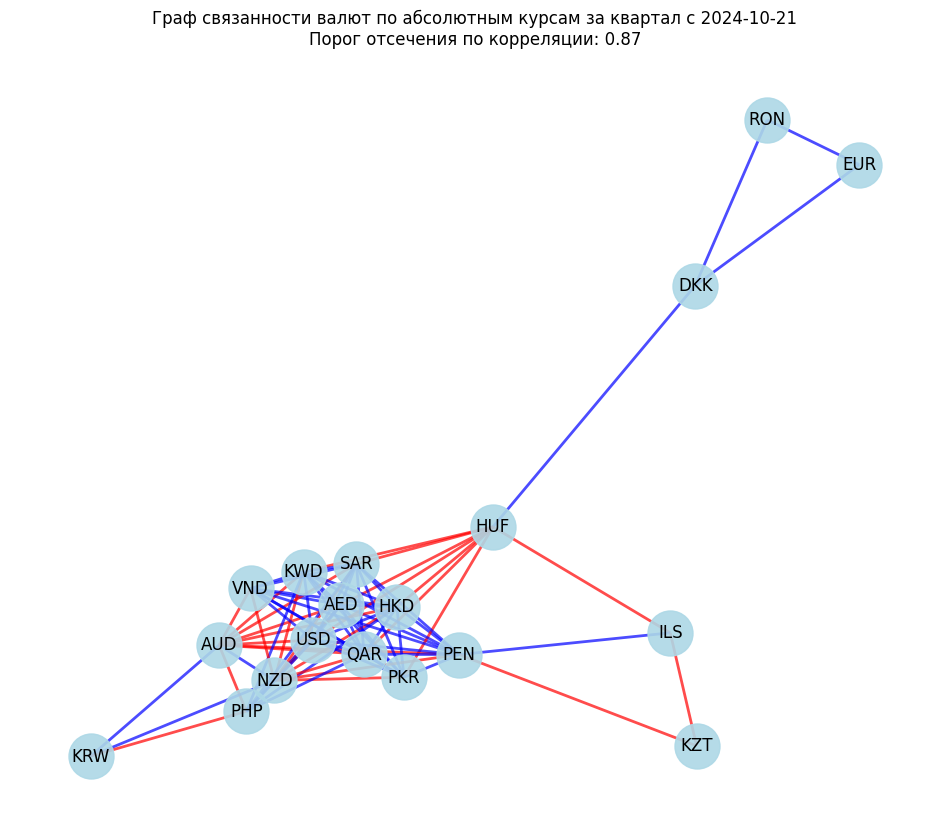 Граф связанности валют по абсолютным курсам за квартал с 2024-10-21
Порог отсечения по корреляции: 0.87
RON
EUR
DKK
HUF
SAR
KWD
VND
AED
HKD
USD
AUD
QAR
PEN
ILS
NZD
PKR
PHP
KZT
KRW